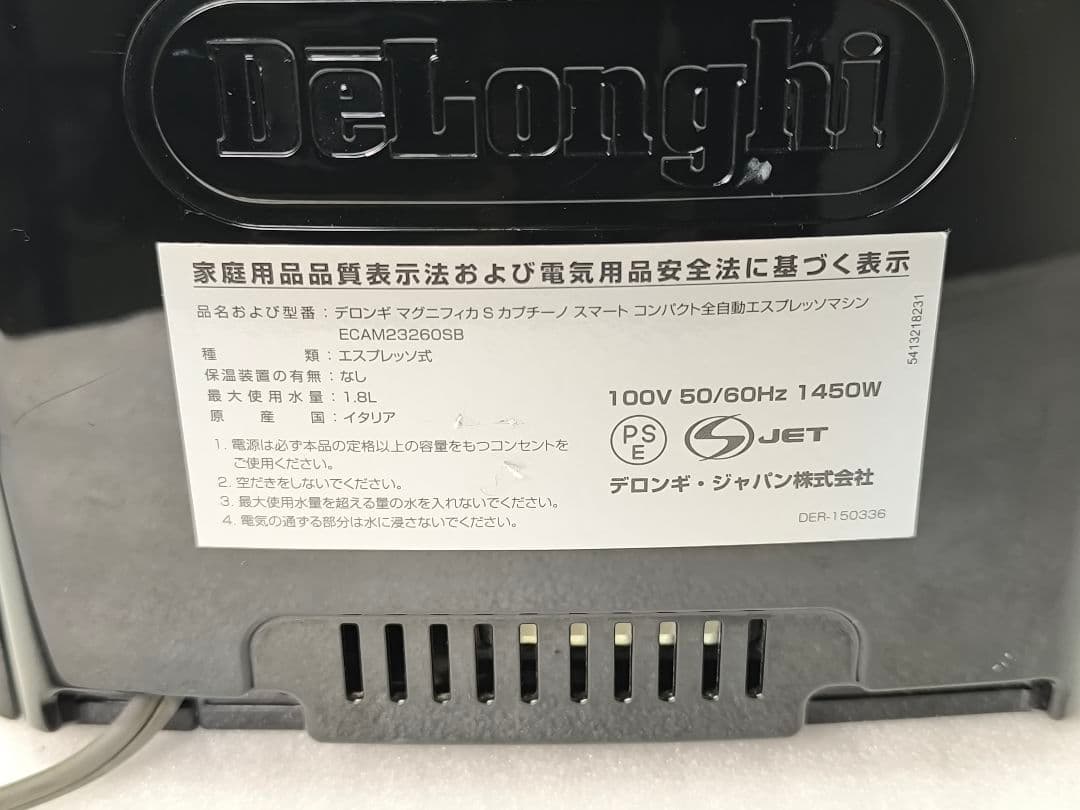 DeLonghi
家庭用品品質表示法および電気用品安全法に基づく表示
品名および型番：デロンギ マグニフィカ S カプチーノ スマート コンパクト全自動エスプレッソマシン
ECAM23260SB
種類：エスプレッソ式
保温装置の有無：なし
最大使用水量：1.8L
原産国：イタリア
1. 電源は必ず本品の定格以上の容量をもつコンセントを
ご使用ください。
2. 空だきをしないでください。
3. 最大使用水量を超える量の水を入れないでください。
4. 電気の通ずる部分は水に浸さないでください。
100V 50/60Hz 1450W
PS
E
S JET
デロンギ・ジャパン株式会社
DER-150336
5413218231